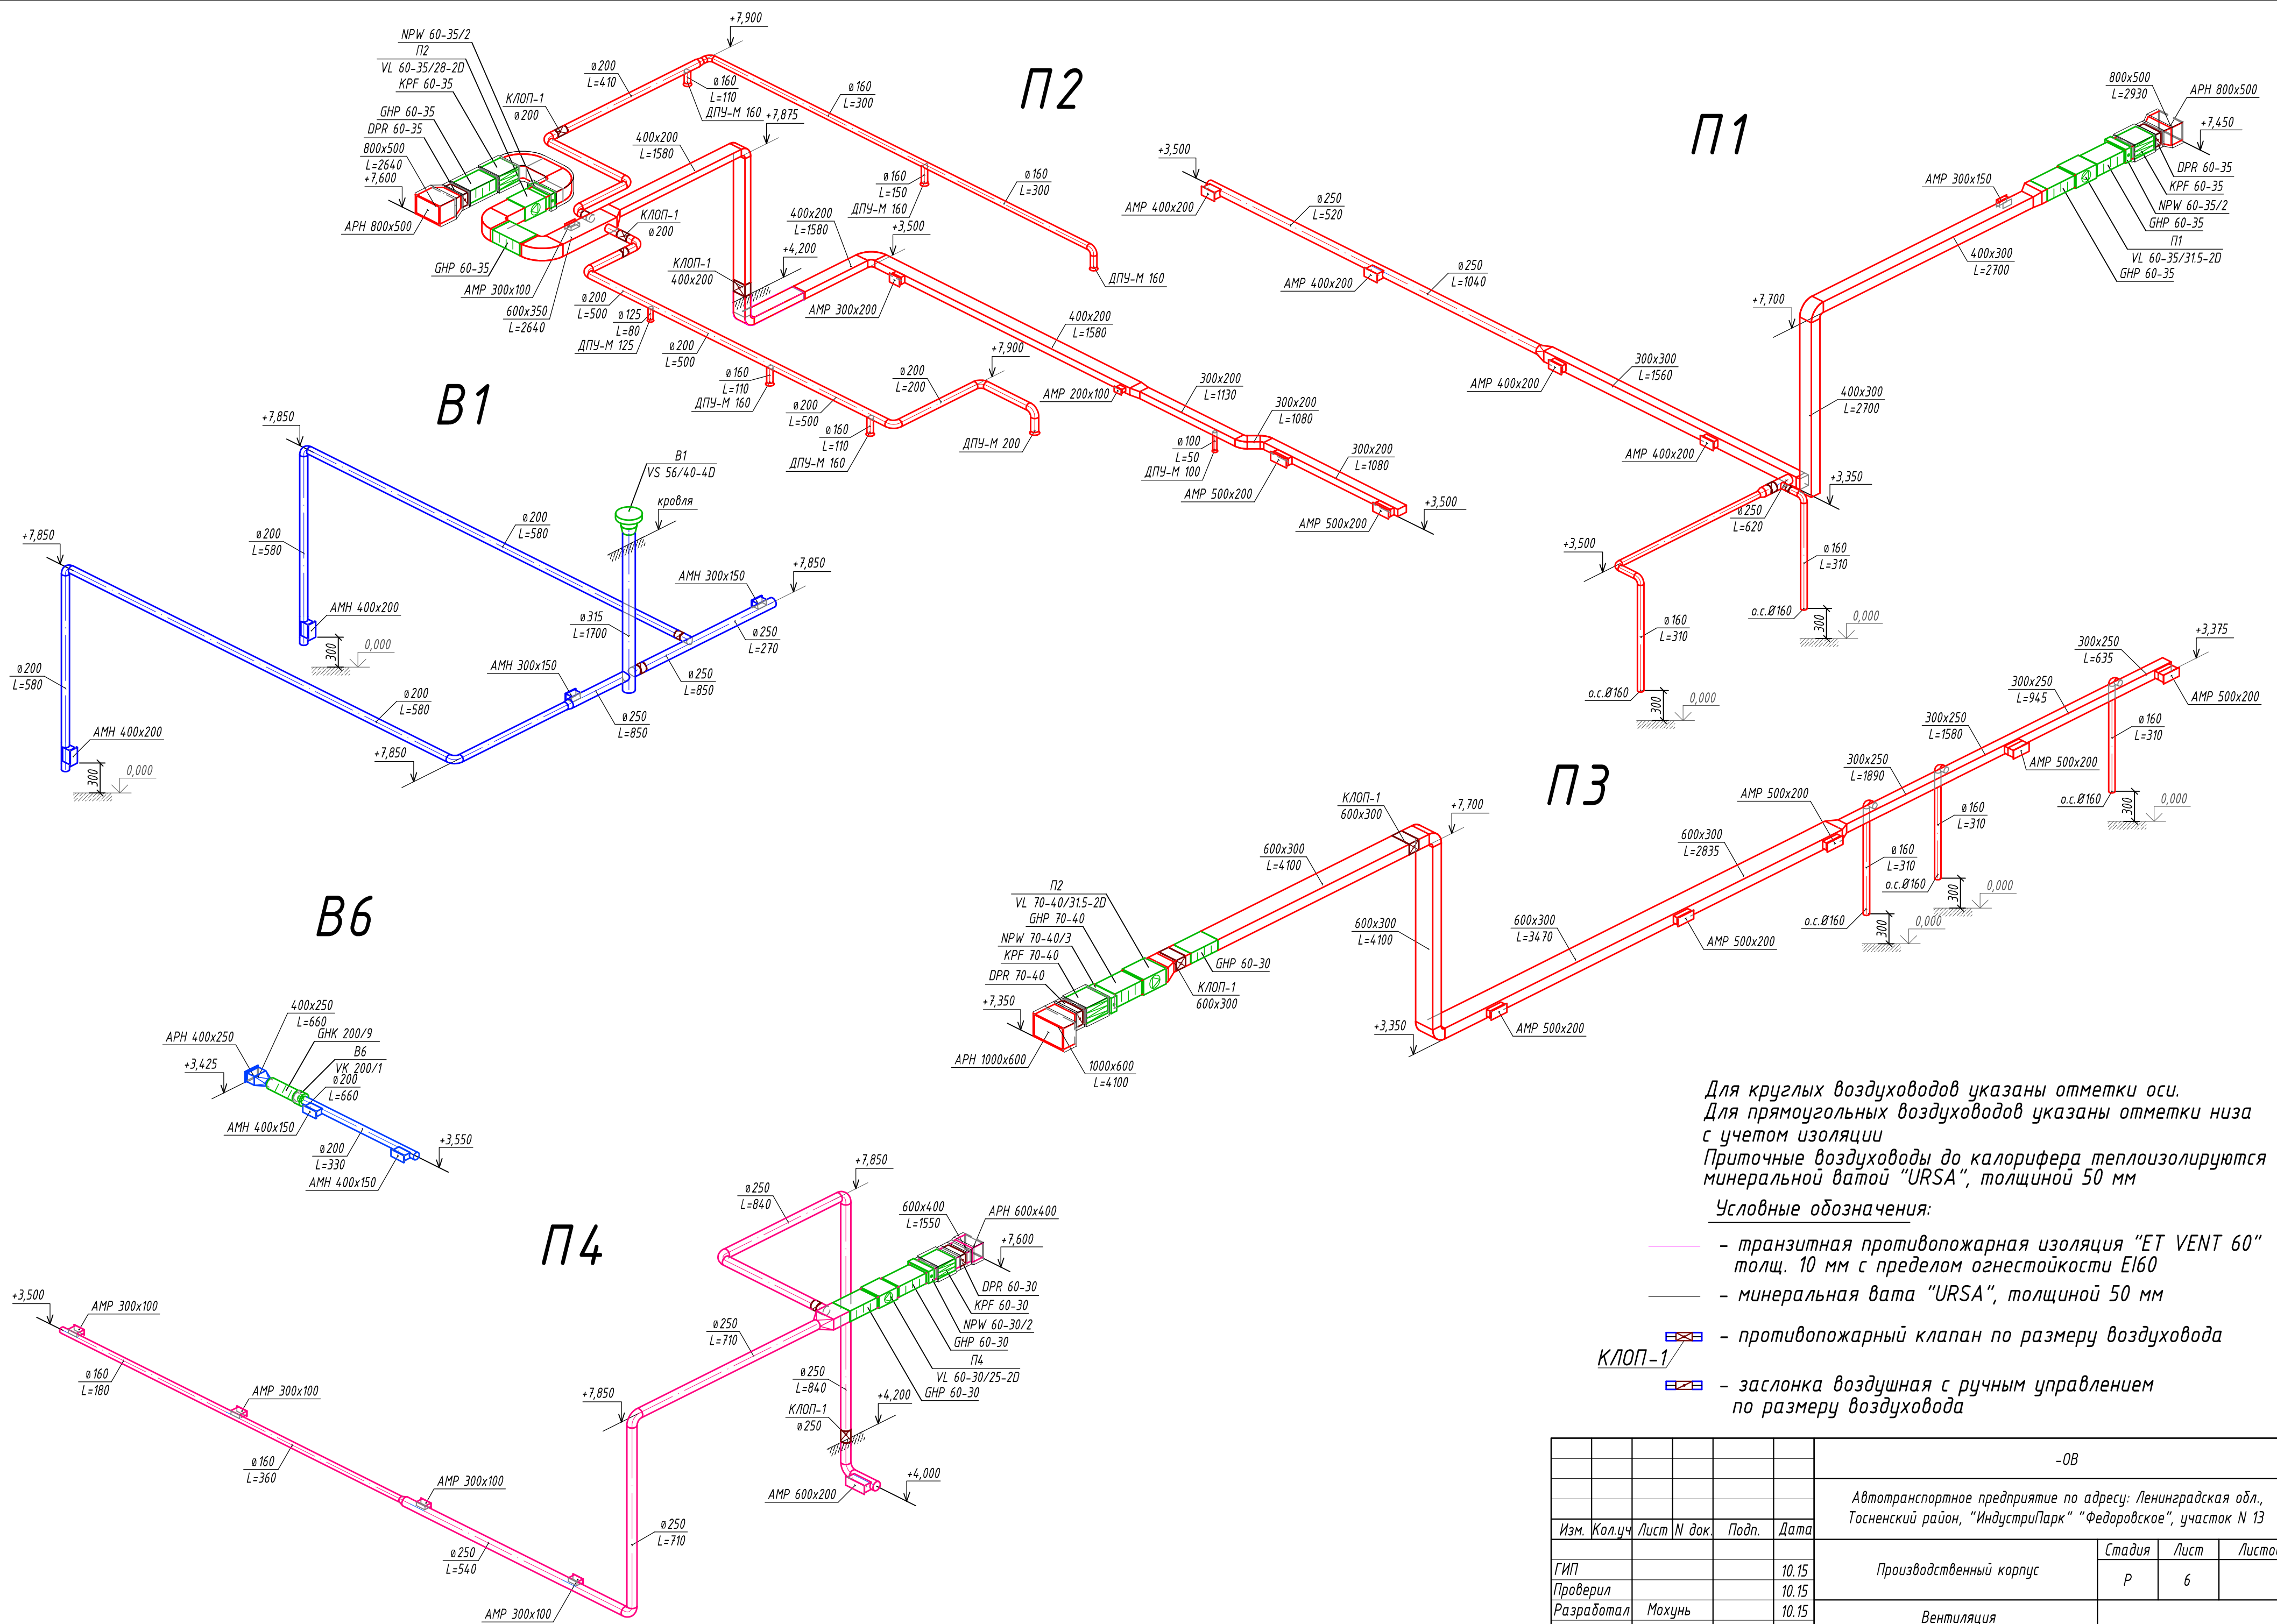 П2
NPW 60-35/2
П2
VL 60-35/28-2D
KPF 60-35
GHP 60-35
DPR 60-35
800x500
L=2640
+7,600
АРН 800x500
GHP 60-35
АМР 300x100
600x350
L=2640
КЛОП-1
ø200
ø200
L=410
+7,900
ø160
L=110
ДПУ-М 160
ø160
L=300
+7,875
400x200
L=1580
ø160
L=150
ДПУ-М 160
ø160
L=300
ДПУ-М 160
КЛОП-1
ø200
КЛОП-1
400x200
+4,200
400x200
L=1580
+3,500
АМР 300x200
ø200
L=500
ø125
L=80
ДПУ-М 125
ø200
L=500
ø160
L=110
ДПУ-М 160
ø200
L=500
ø160
L=110
ДПУ-М 160
ø200
L=200
+7,900
ДПУ-М 200
400x200
L=1580
АМР 200x100
300x200
L=1130
ø100
L=50
ДПУ-М 100
300x200
L=1080
АМР 500x200
300x200
L=1080
АМР 500x200
+3,500
П1
+3,500
АМР 400x200
ø250
L=520
АМР 400x200
ø250
L=1040
АМР 400x200
300x300
L=1560
АМР 400x200
800x500
L=2930
АРН 800x500
+7,450
DPR 60-35
KPF 60-35
NPW 60-35/2
GHP 60-35
П1
VL 60-35/31.5-2D
GHP 60-35
АМР 300x150
400x300
L=2700
+7,700
400x300
L=2700
+3,350
ø250
L=620
+3,500
ø160
L=310
о.с.Ø160
300
0,000
ø160
L=310
о.с.Ø160
300
0,000
В1
+7,850
ø200
L=580
АМН 400x200
300
0,000
ø200
L=580
+7,850
ø200
L=580
АМН 400x200
300
0,000
ø200
L=580
+7,850
В1
VS 56/40-4D
кровля
ø315
L=1700
АМН 300x150
+7,850
ø250
L=270
ø250
L=850
АМН 300x150
ø250
L=850
П3
+3,375
300x250
L=635
АМР 500x200
300x250
L=945
ø160
L=310
о.с.Ø160
300
0,000
300x250
L=1580
АМР 500x200
300x250
L=1890
ø160
L=310
о.с.Ø160
300
0,000
ø160
L=310
о.с.Ø160
300
0,000
АМР 500x200
600x300
L=2835
АМР 500x200
600x300
L=3470
АМР 500x200
КЛОП-1
600x300
+7,700
600x300
L=4100
600x300
L=4100
+3,350
П2
VL 70-40/31.5-2D
GHP 70-40
NPW 70-40/3
KPF 70-40
DPR 70-40
+7,350
АРН 1000x600
1000x600
L=4100
GHP 60-30
КЛОП-1
600x300
В6
400x250
L=660
АРН 400x250
GHK 200/9
+3,425
В6
VK 200/1
ø200
L=660
АМН 400x150
ø200
L=330
АМН 400x150
+3,550
П4
+7,850
ø250
L=840
600x400
L=1550
АРН 600x400
+7,600
DPR 60-30
KPF 60-30
NPW 60-30/2
GHP 60-30
П4
VL 60-30/25-2D
GHP 60-30
ø250
L=710
ø250
L=840
КЛОП-1
ø250
+4,200
+4,000
АМР 600x200
+7,850
ø250
L=710
+3,500
АМР 300x100
ø160
L=180
АМР 300x100
ø160
L=360
АМР 300x100
ø250
L=540
АМР 300x100
Для круглых воздуховодов указаны отметки оси.
Для прямоугольных воздуховодов указаны отметки низа
с учетом изоляции
Приточные воздуховоды до калорифера теплоизолируются
минеральной ватой "URSA", толщиной 50 мм
Условные обозначения:
- транзитная противопожарная изоляция "ET VENT 60"
толщ. 10 мм с пределом огнестойкости EI60
- минеральная вата "URSA", толщиной 50 мм
- противопожарный клапан по размеру воздуховода
КЛОП-1
- заслонка воздушная с ручным управлением
по размеру воздуховода
-ОВ
Автотранспортное предприятие по адресу: Ленинградская обл.,
Тосненский район, "ИндустриПарк" "Федоровское", участок N 13
Изм. Кол.уч Лист N док. Подп. Дата
Стадия Лист
ГИП 10.15
Производственный корпус
Р 6
Проверил 10.15
Разработал Мохунь 10.15
Вентиляция